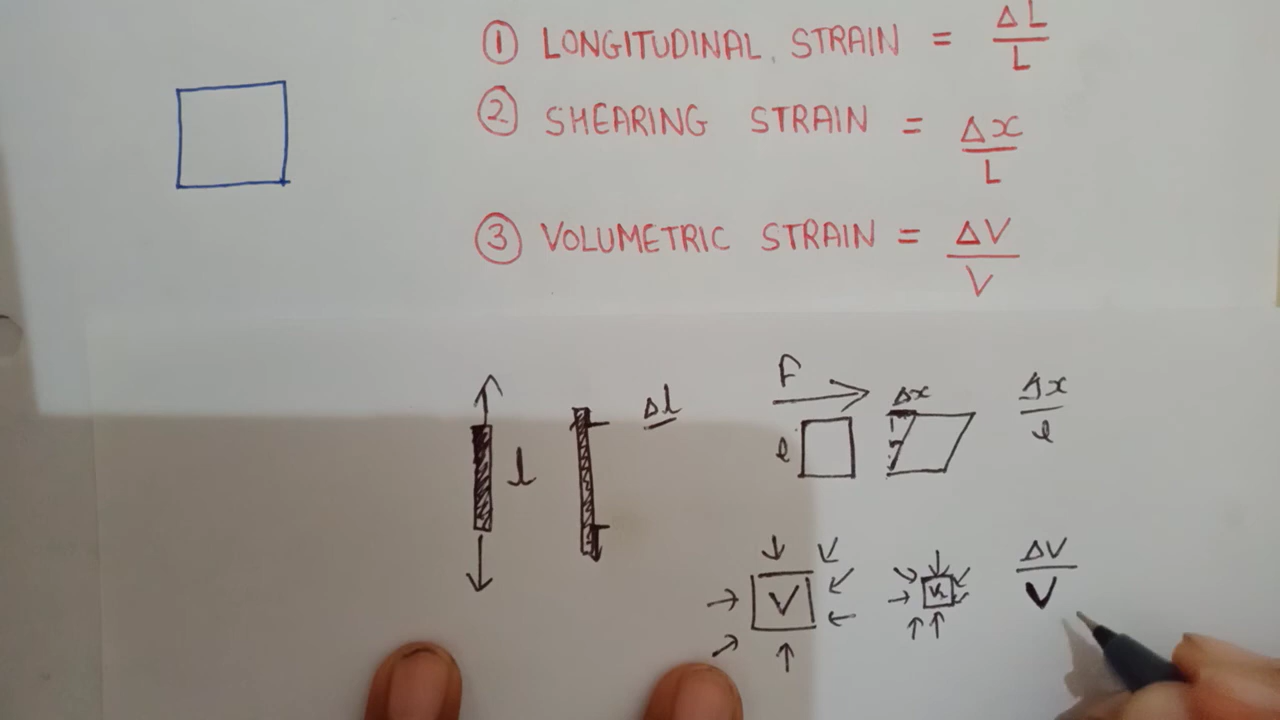 ① LONGITUDINAL STRAIN = ΔL/L
② SHEARING STRAIN = Δx/L
③ VOLUMETRIC STRAIN = ΔV/V
F
Δl
Δx
Δx/l
l
l
ΔV/V
V